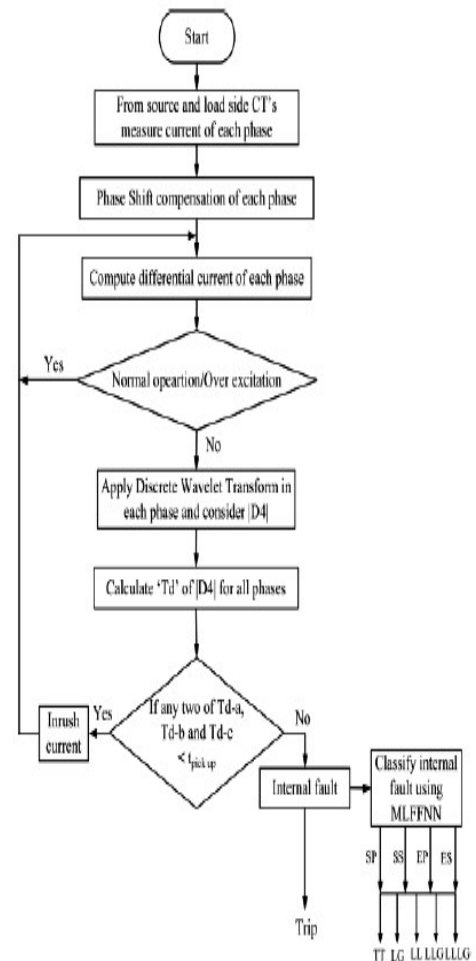 Start
From source and load side CT's
measure current of each phase
Phase Shift compensation of each phase
Compute differential current of each phase
Yes
Normal opeartion/Over excitation
No
Apply Discrete Wavelet Transform in
each phase and consider |D4|
Calculate 'Td' of |D4| for all phases
If any two of Td-a,
Td-b and Td-c
< tpick up
Yes
Inrush
current
No
Internal fault
Classify internal
fault using
MLFFNN
SP SS EP ES
Trip
TT LG LL LLG LLLG